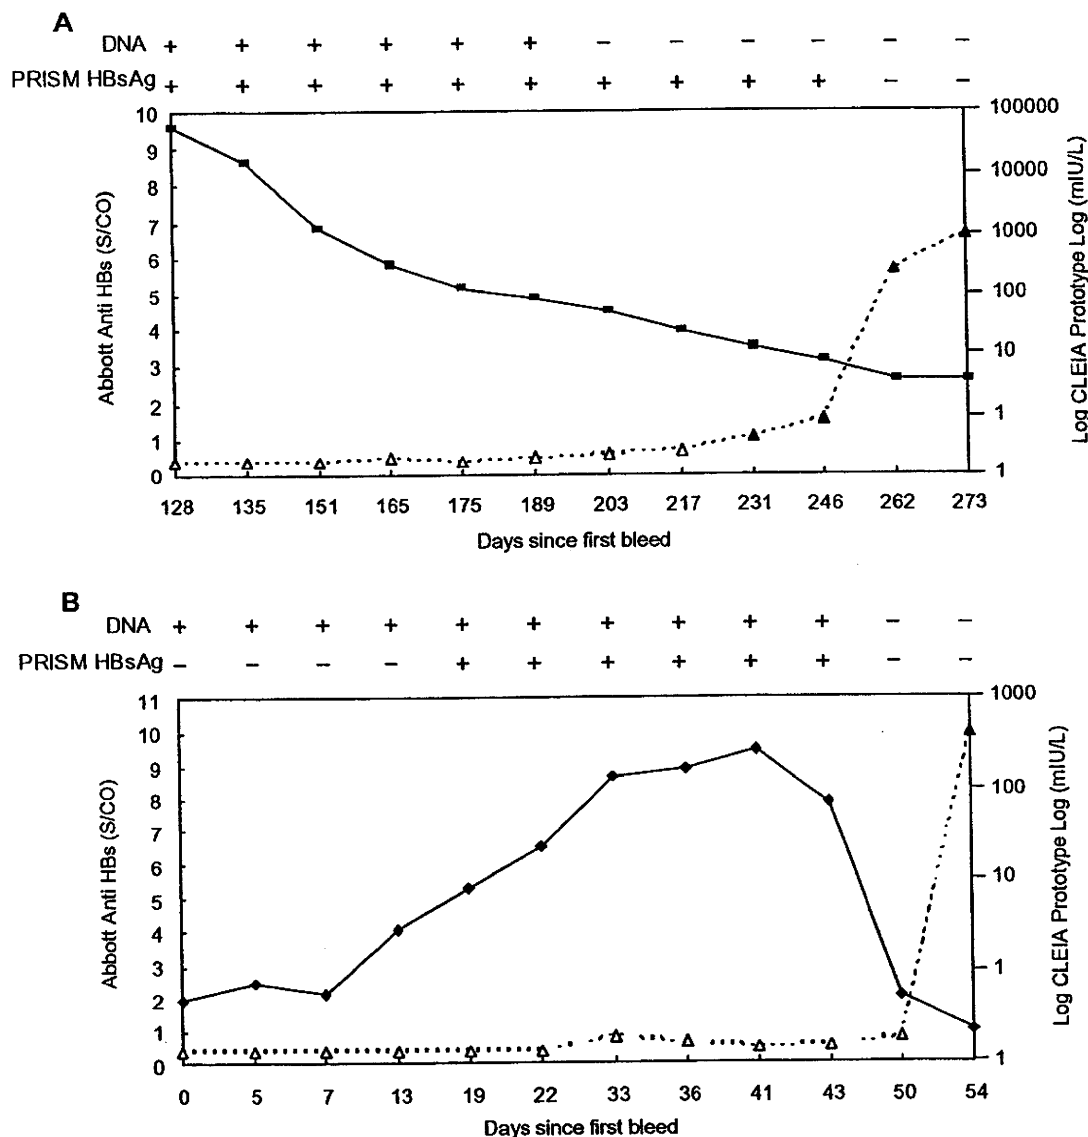 A
DNA + + + + + + – – – – – –
PRISM HBsAg + + + + + + + + + + – –
10 100000
9 10000
8
7 1000
6
5 100
4
3 10
2 1
1
0 1
Abbott Anti HBs (S/CO)
Log CLEIA Prototype Log (mIU/L)
128 135 151 165 175 189 203 217 231 246 262 273
Days since first bleed
B
DNA + + + + + + + + + + – –
PRISM HBsAg – – – – + + + + + + – –
11 1000
10
9 100
8
7
6 10
5
4
3 1
2
1
0 1
Abbott Anti HBs (S/CO)
Log CLEIA Prototype Log (mIU/L)
0 5 7 13 19 22 33 36 41 43 50 54
Days since first bleed